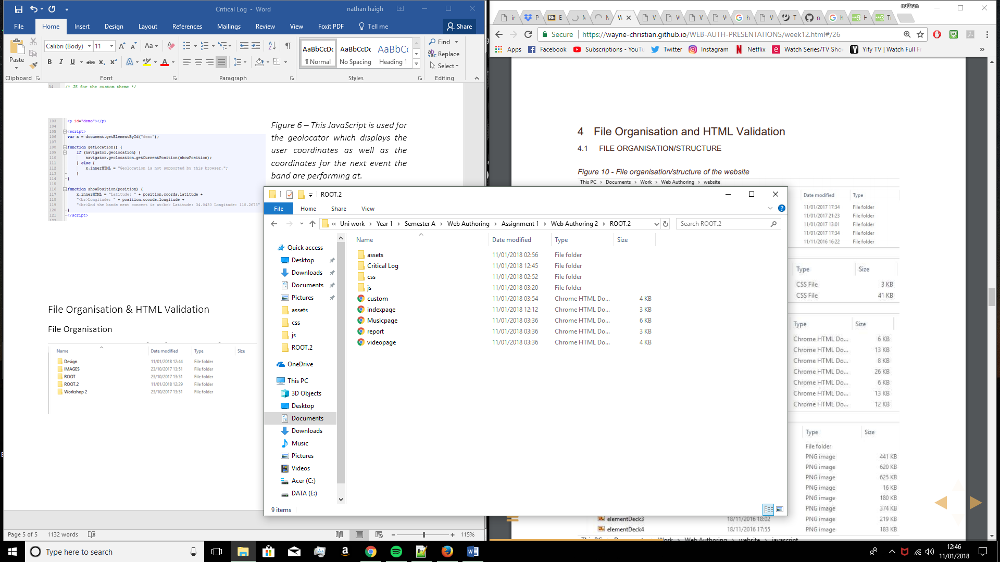 Critical Log - Word
nathan haigh
File Home Insert Design Layout References Mailings Review View Foxit PDF Tell me Share
Paste
Calibri (Body) 11
AaBbCcDc AaBbCcDc AaBbCc
¶ Normal No Spacing Heading 1
Find
Replace
Select
Clipboard Font Paragraph Styles Editing
34 /* JS for the custom theme */
103 <p id="demo"></p>
104
105 <script>
106 var x = document.getElementById("demo");
107
108 function getLocation() {
109 if (navigator.geolocation) {
110 navigator.geolocation.getCurrentPosition(showPosition);
111 } else {
112 x.innerHTML = "Geolocation is not supported by this browser.";
113 }
114 }
115
116 function showPosition(position) {
117 x.innerHTML = "Latitude: " + position.coords.latitude +
118 "<br>Longitude: " + position.coords.longitude +
119 "<br>And the bands next concert is at<br> Latitude: 34.0430 Longitude: 118.2673"
120 }
121 </script>
Figure 6 – This JavaScript is used for
the geolocator which displays the
user coordinates as well as the
coordinates for the next event the
band are performing at.
File Organisation & HTML Validation
File Organisation
Name Date modified Type Size
Design 11/01/2018 12:44 File folder
IMAGES 23/10/2017 13:51 File folder
ROOT 23/10/2017 13:51 File folder
ROOT.2 11/01/2018 12:29 File folder
Workshop 2 23/10/2017 13:51 File folder
Page 5 of 5 1132 words 115%
nathan
Secure https://wayne-christian.github.io/WEB-AUTH-PRESENTATIONS/week12.html#/26
Apps Facebook Subscriptions - YouTu Twitter Instagram Netflix Watch Series/TV Sho Yify TV | Watch Full F
4 File Organisation and HTML Validation
4.1 FILE ORGANISATION/STRUCTURE
Figure 10 - File organisation/structure of the website
This PC › Documents › Work › Web Authoring › website
Date modified Type
11/01/2017 17:34 File folder
11/01/2017 21:23 File folder
11/01/2017 13:01 File folder
11/01/2017 17:34 File folder
11/11/2016 16:22 File folder
Type Size
CSS File 3 KB
CSS File 41 KB
Type Size
Chrome HTML Do... 6 KB
Chrome HTML Do... 13 KB
Chrome HTML Do... 8 KB
Chrome HTML Do... 26 KB
Chrome HTML Do... 6 KB
Chrome HTML Do... 13 KB
Chrome HTML Do... 12 KB
Type Size
File folder
PNG image 441 KB
PNG image 620 KB
PNG image 625 KB
PNG image 16 KB
PNG image 180 KB
PNG image 374 KB
elementDeck3 18/11/2016 18:02 PNG image 219 KB
elementDeck4 18/11/2016 17:55 PNG image 183 KB
This PC › Documents › Work › Web Authoring › website › javascript
ROOT.2
File Home Share View
« Uni work › Year 1 › Semester A › Web Authoring › Assignment 1 › Web Authoring 2 › ROOT.2
Search ROOT.2
Quick access
Desktop
Downloads
Documents
Pictures
assets
css
js
ROOT.2
OneDrive
This PC
3D Objects
Desktop
Documents
Downloads
Music
Pictures
Videos
Acer (C:)
DATA (E:)
Name Date modified Type Size
assets 11/01/2018 02:56 File folder
Critical Log 11/01/2018 12:45 File folder
css 11/01/2018 02:52 File folder
js 11/01/2018 03:20 File folder
custom 11/01/2018 03:54 Chrome HTML Do... 4 KB
indexpage 11/01/2018 12:12 Chrome HTML Do... 3 KB
Musicpage 11/01/2018 03:36 Chrome HTML Do... 6 KB
report 11/01/2018 03:36 Chrome HTML Do... 3 KB
videopage 11/01/2018 03:36 Chrome HTML Do... 4 KB
9 items
Type here to search
12:46
11/01/2018